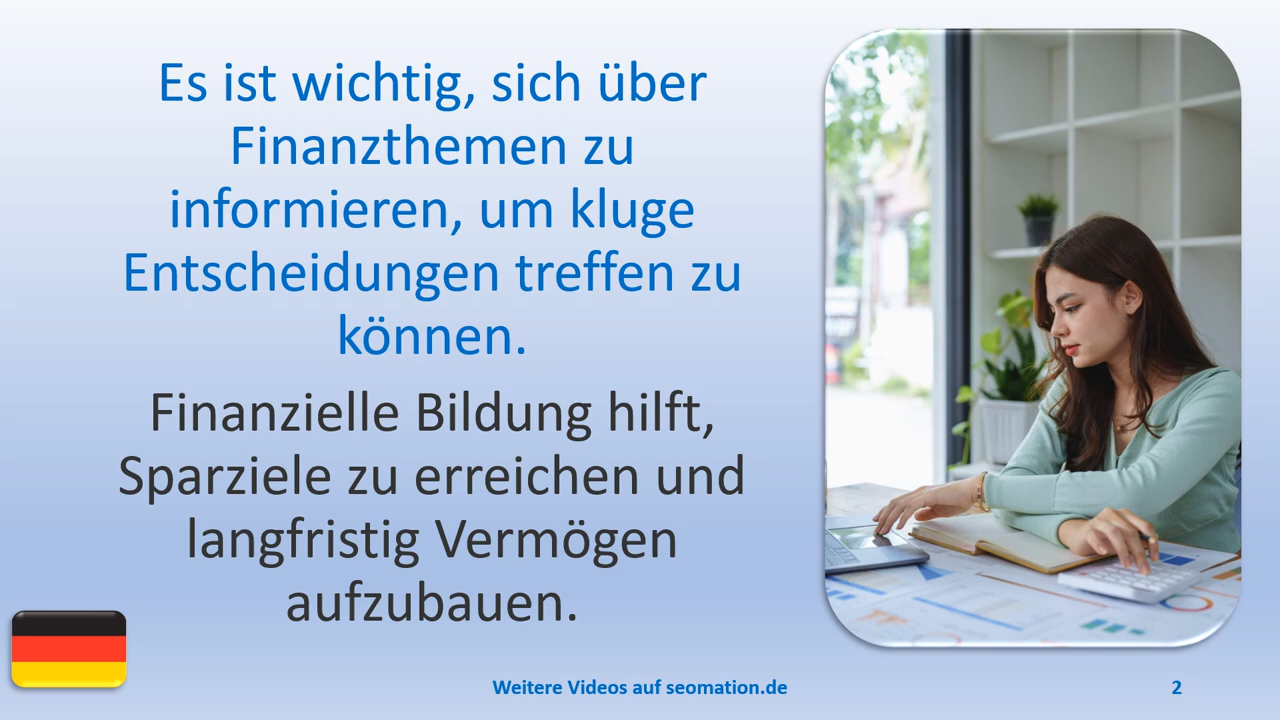 Es ist wichtig, sich über
Finanzthemen zu
informieren, um kluge
Entscheidungen treffen zu
können.
Finanzielle Bildung hilft,
Sparziele zu erreichen und
langfristig Vermögen
aufzubauen.
Weitere Videos auf seomation.de
2